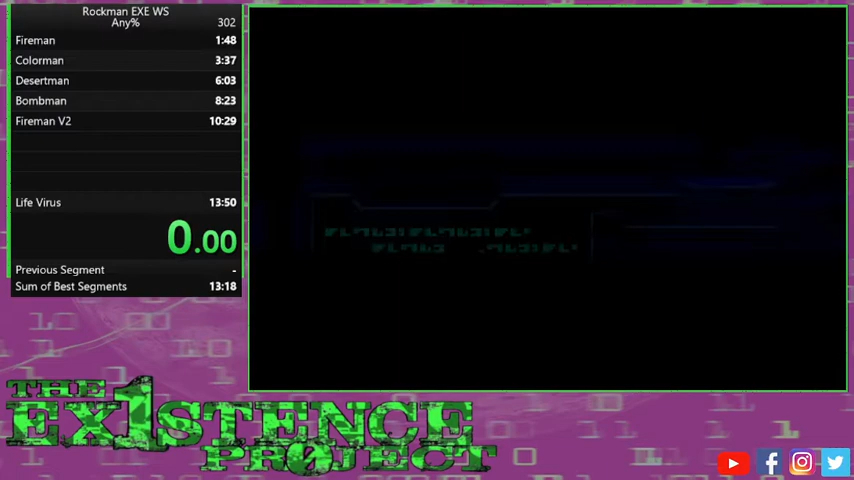 Rockman EXE WS
Any% 302
Fireman 1:48
Colorman 3:37
Desertman 6:03
Bombman 8:23
Fireman V2 10:29
Life Virus 13:50
0.00
Previous Segment -
Sum of Best Segments 13:18
THE
EX1STENCE
PR0JECT